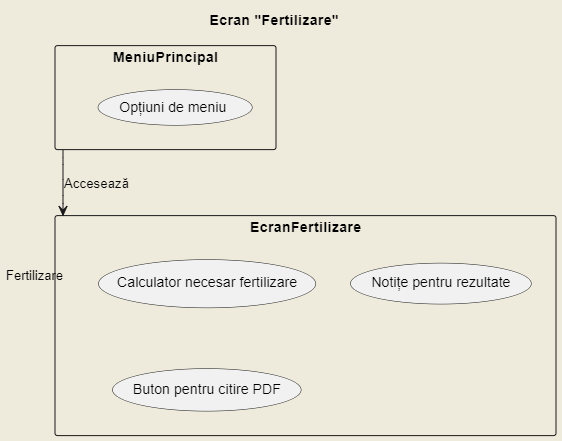 Ecran "Fertilizare"
MeniuPrincipal
Opțiuni de meniu
Accesează
EcranFertilizare
Fertilizare
Calculator necesar fertilizare
Notițe pentru rezultate
Buton pentru citire PDF